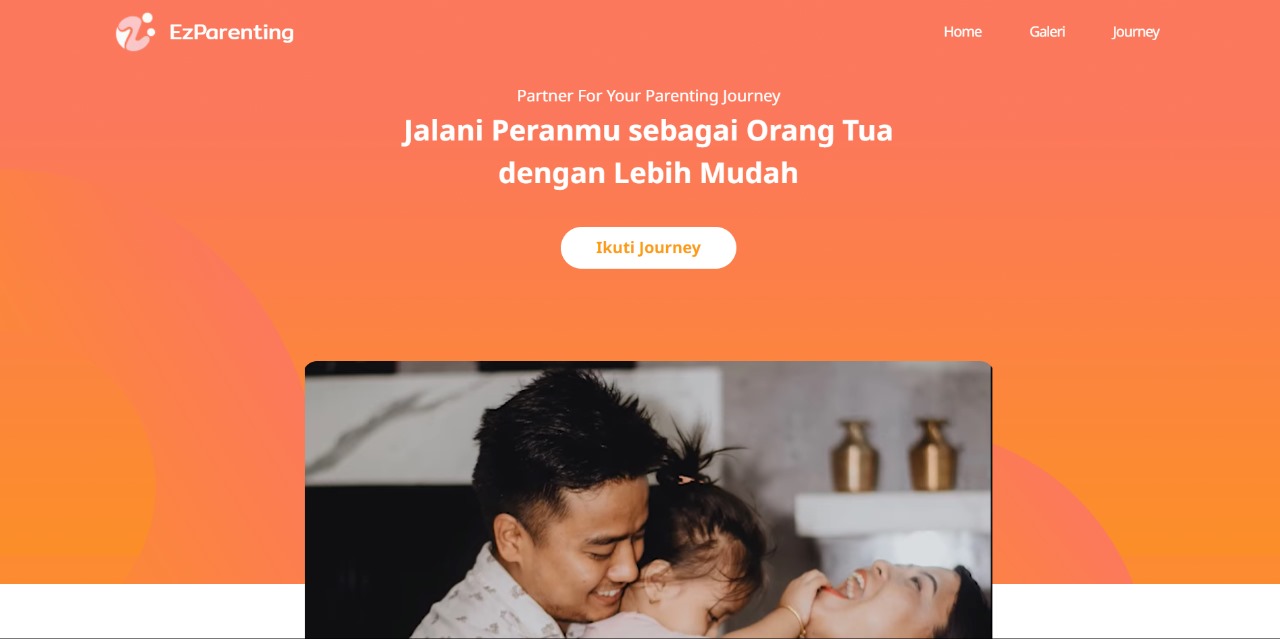 EzParenting
Home Galeri Journey
Partner For Your Parenting Journey
Jalani Peranmu sebagai Orang Tua
dengan Lebih Mudah
Ikuti Journey